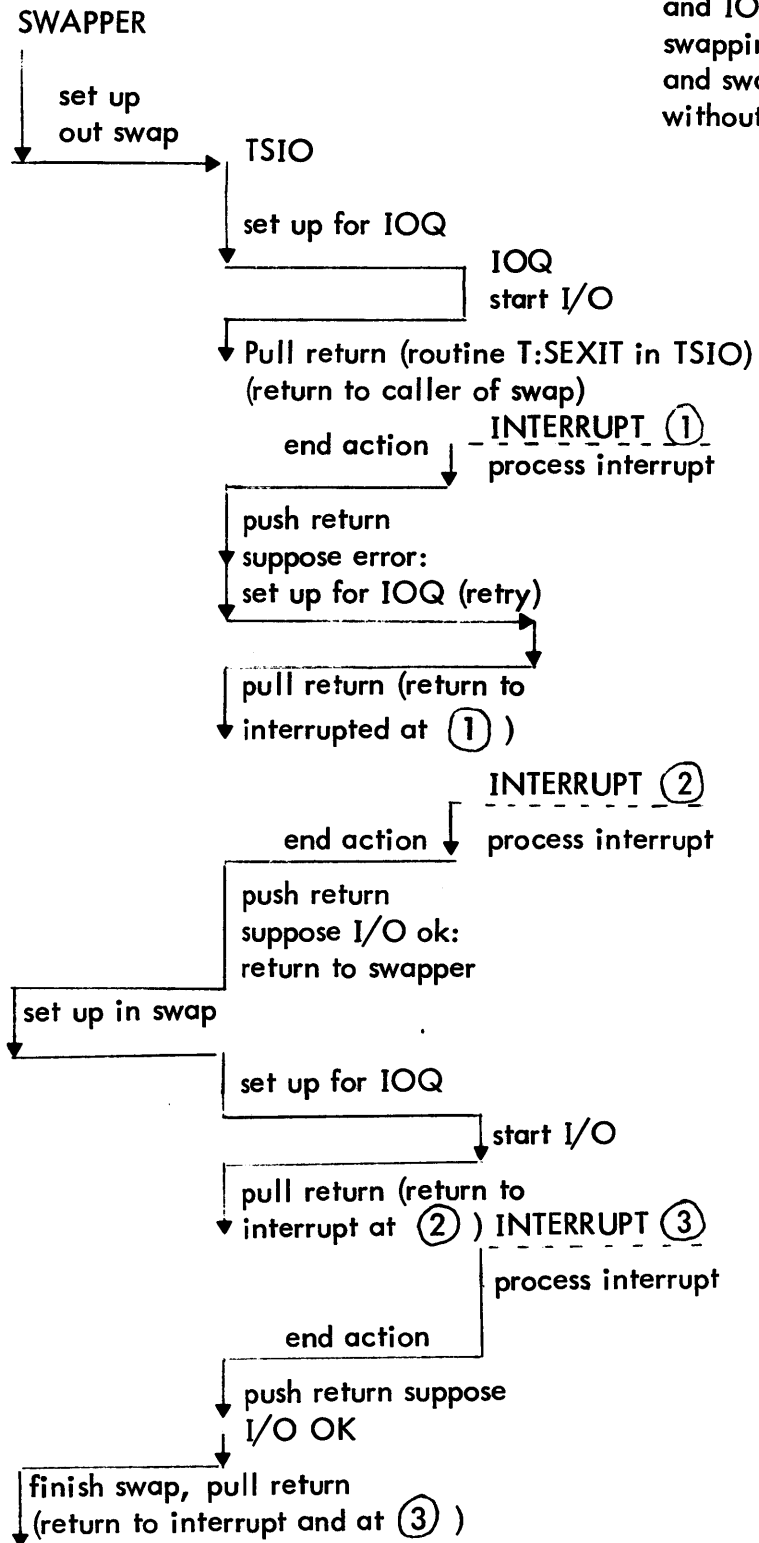 and IO
SWAPPER
swappin
and swa
set up
without
out swap
TSIO
set up for IOQ
IOQ
start I/O
Pull return (routine T:SEXIT in TSIO)
(return to caller of swap)
INTERRUPT 1
end action
process interrupt
push return
suppose error:
set up for IOQ (retry)
pull return (return to
interrupted at 1 )
INTERRUPT 2
end action
process interrupt
push return
suppose I/O ok:
return to swapper
set up in swap
set up for IOQ
start I/O
pull return (return to
interrupt at 2 ) INTERRUPT 3
process interrupt
end action
push return suppose
I/O OK
finish swap, pull return
(return to interrupt and at 3 )